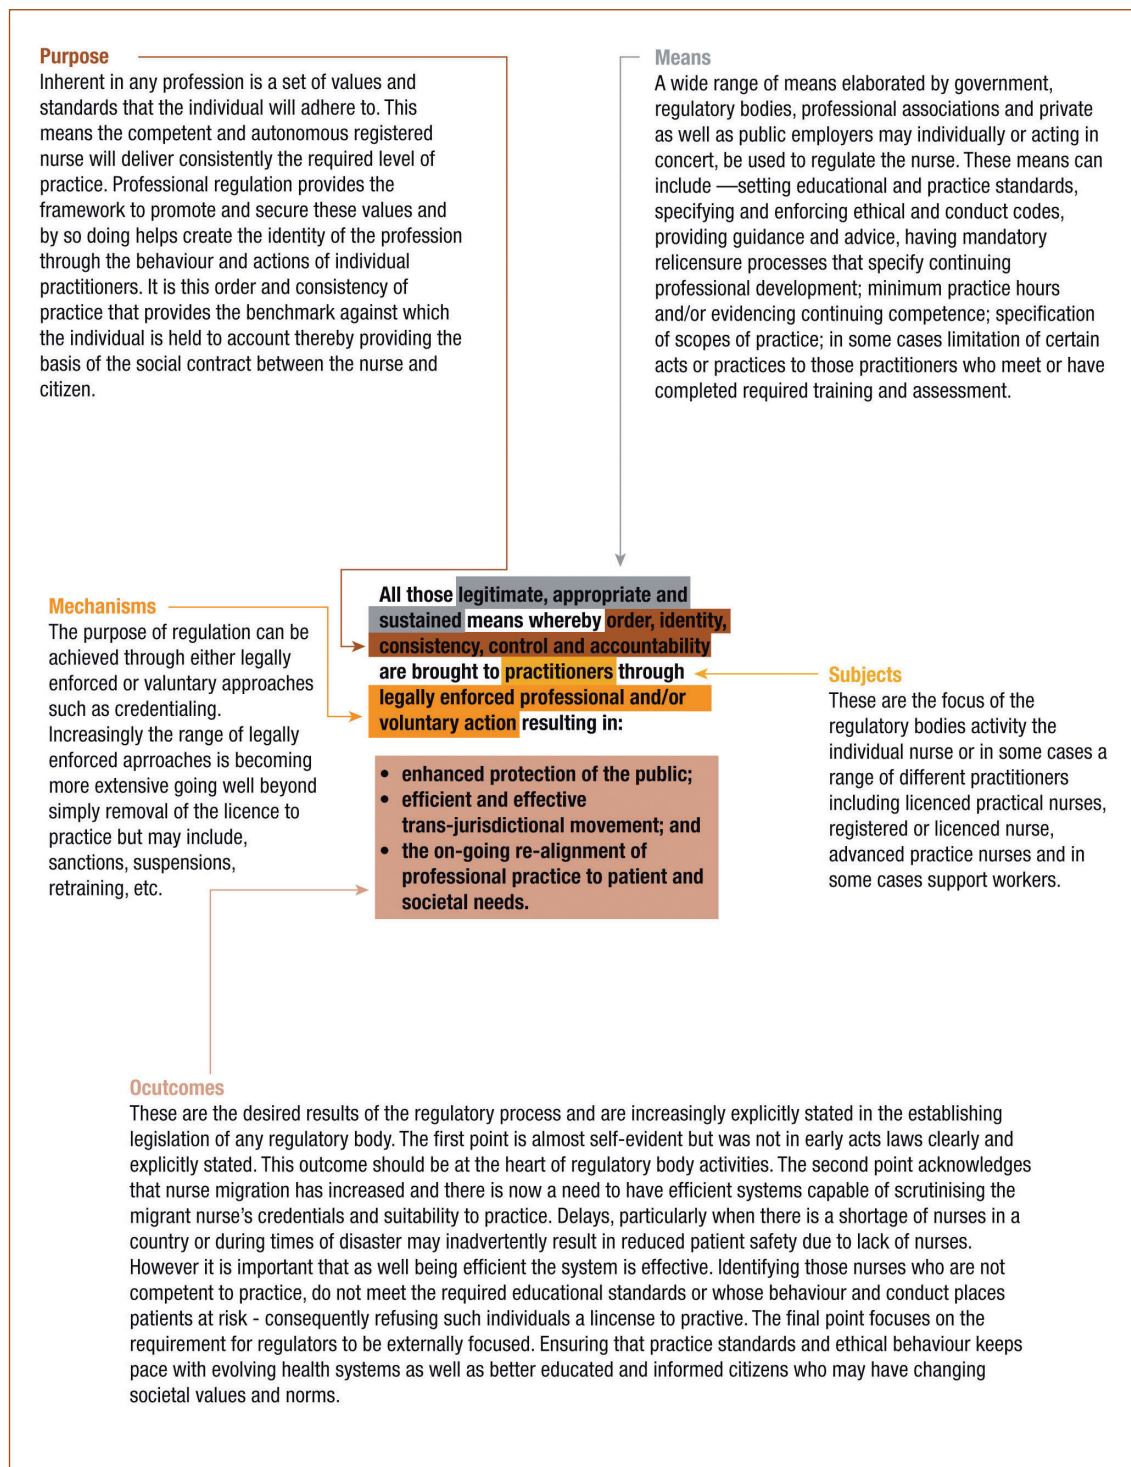 Purpose
Inherent in any profession is a set of values and
standards that the individual will adhere to. This
means the competent and autonomous registered
nurse will deliver consistently the required level of
practice. Professional regulation provides the
framework to promote and secure these values and
by so doing helps create the identity of the profession
through the behaviour and actions of individual
practitioners. It is this order and consistency of
practice that provides the benchmark against which
the individual is held to account thereby providing the
basis of the social contract between the nurse and
citizen.
Means
A wide range of means elaborated by government,
regulatory bodies, professional associations and private
as well as public employers may individually or acting in
concert, be used to regulate the nurse. These means can
include —setting educational and practice standards,
specifying and enforcing ethical and conduct codes,
providing guidance and advice, having mandatory
relicensure processes that specify continuing
professional development; minimum practice hours
and/or evidencing continuing competence; specification
of scopes of practice; in some cases limitation of certain
acts or practices to those practitioners who meet or have
completed required training and assessment.
Mechanisms
The purpose of regulation can be
achieved through either legally
enforced or voluntary approaches
such as credentialing.
Increasingly the range of legally
enforced aprroaches is becoming
more extensive going well beyond
simply removal of the licence to
practice but may include,
sanctions, suspensions,
retraining, etc.
All those legitimate, appropriate and
sustained means whereby order, identity,
consistency, control and accountability
are brought to practitioners through
legally enforced professional and/or
voluntary action resulting in:
• enhanced protection of the public;
• efficient and effective
trans-jurisdictional movement; and
• the on-going re-alignment of
professional practice to patient and
societal needs.
Subjects
These are the focus of the
regulatory bodies activity the
individual nurse or in some cases a
range of different practitioners
including licenced practical nurses,
registered or licenced nurse,
advanced practice nurses and in
some cases support workers.
Ocutcomes
These are the desired results of the regulatory process and are increasingly explicitly stated in the establishing
legislation of any regulatory body. The first point is almost self-evident but was not in early acts laws clearly and
explicitly stated. This outcome should be at the heart of regulatory body activities. The second point acknowledges
that nurse migration has increased and there is now a need to have efficient systems capable of scrutinising the
migrant nurse's credentials and suitability to practice. Delays, particularly when there is a shortage of nurses in a
country or during times of disaster may inadvertently result in reduced patient safety due to lack of nurses.
However it is important that as well being efficient the system is effective. Identifying those nurses who are not
competent to practice, do not meet the required educational standards or whose behaviour and conduct places
patients at risk - consequently refusing such individuals a lincense to practive. The final point focuses on the
requirement for regulators to be externally focused. Ensuring that practice standards and ethical behaviour keeps
pace with evolving health systems as well as better educated and informed citizens who may have changing
societal values and norms.